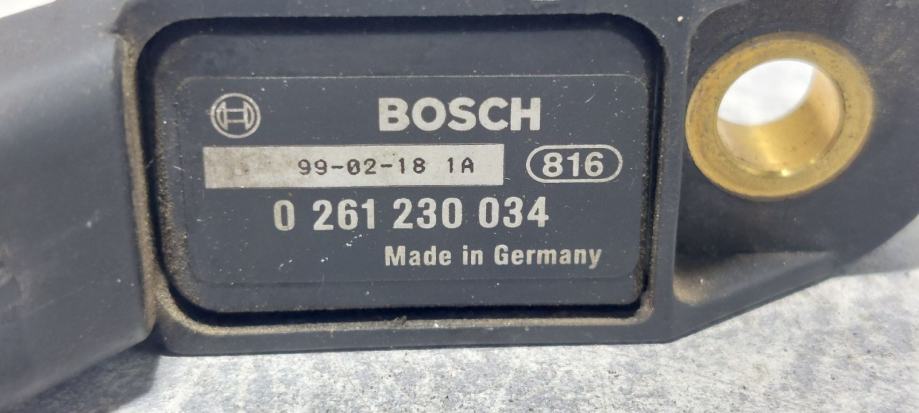 BOSCH
99-02-18 1A 816
0 261 230 034
Made in Germany